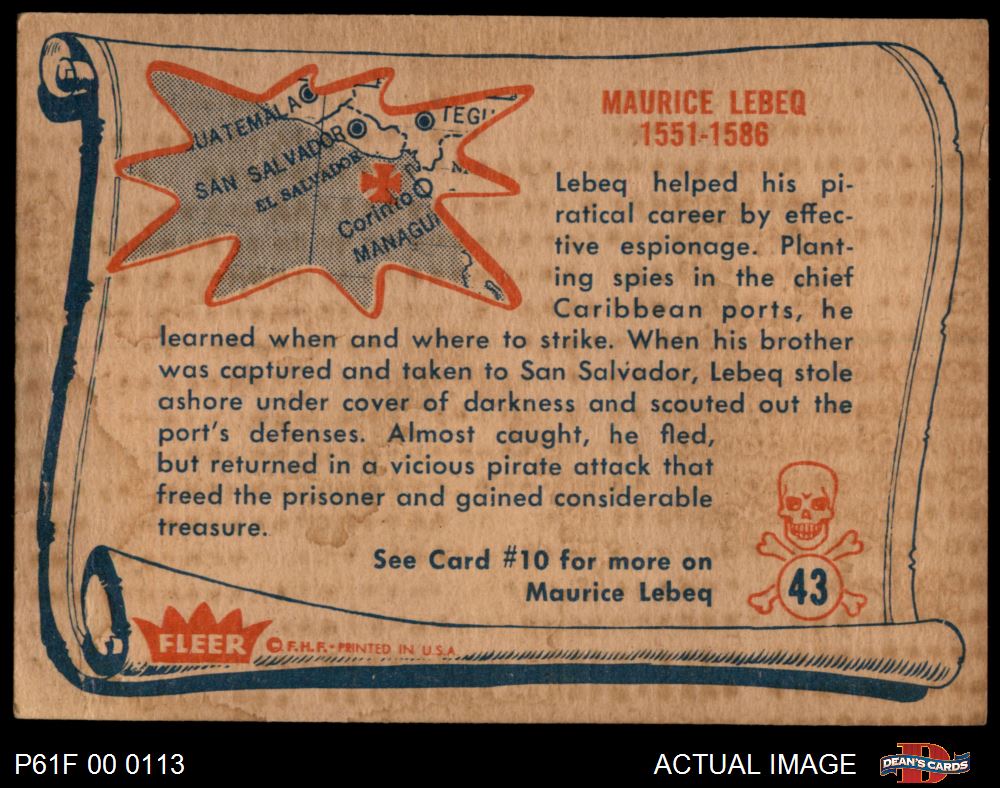 MAURICE LEBEQ
1551-1586
UATEMALA
TEGI
SAN SALVADOR
EL SALVADOR
N.
Corinto
MANAGU
Lebeq helped his pi-
ratical career by effec-
tive espionage. Plant-
ing spies in the chief
Caribbean ports, he
learned when and where to strike. When his brother
was captured and taken to San Salvador, Lebeq stole
ashore under cover of darkness and scouted out the
port's defenses. Almost caught, he fled,
but returned in a vicious pirate attack that
freed the prisoner and gained considerable
treasure.
See Card #10 for more on
Maurice Lebeq
43
FLEER
© F.H.F. - PRINTED IN U.S.A.
P61F 00 0113
ACTUAL IMAGE
DEAN'S CARDS